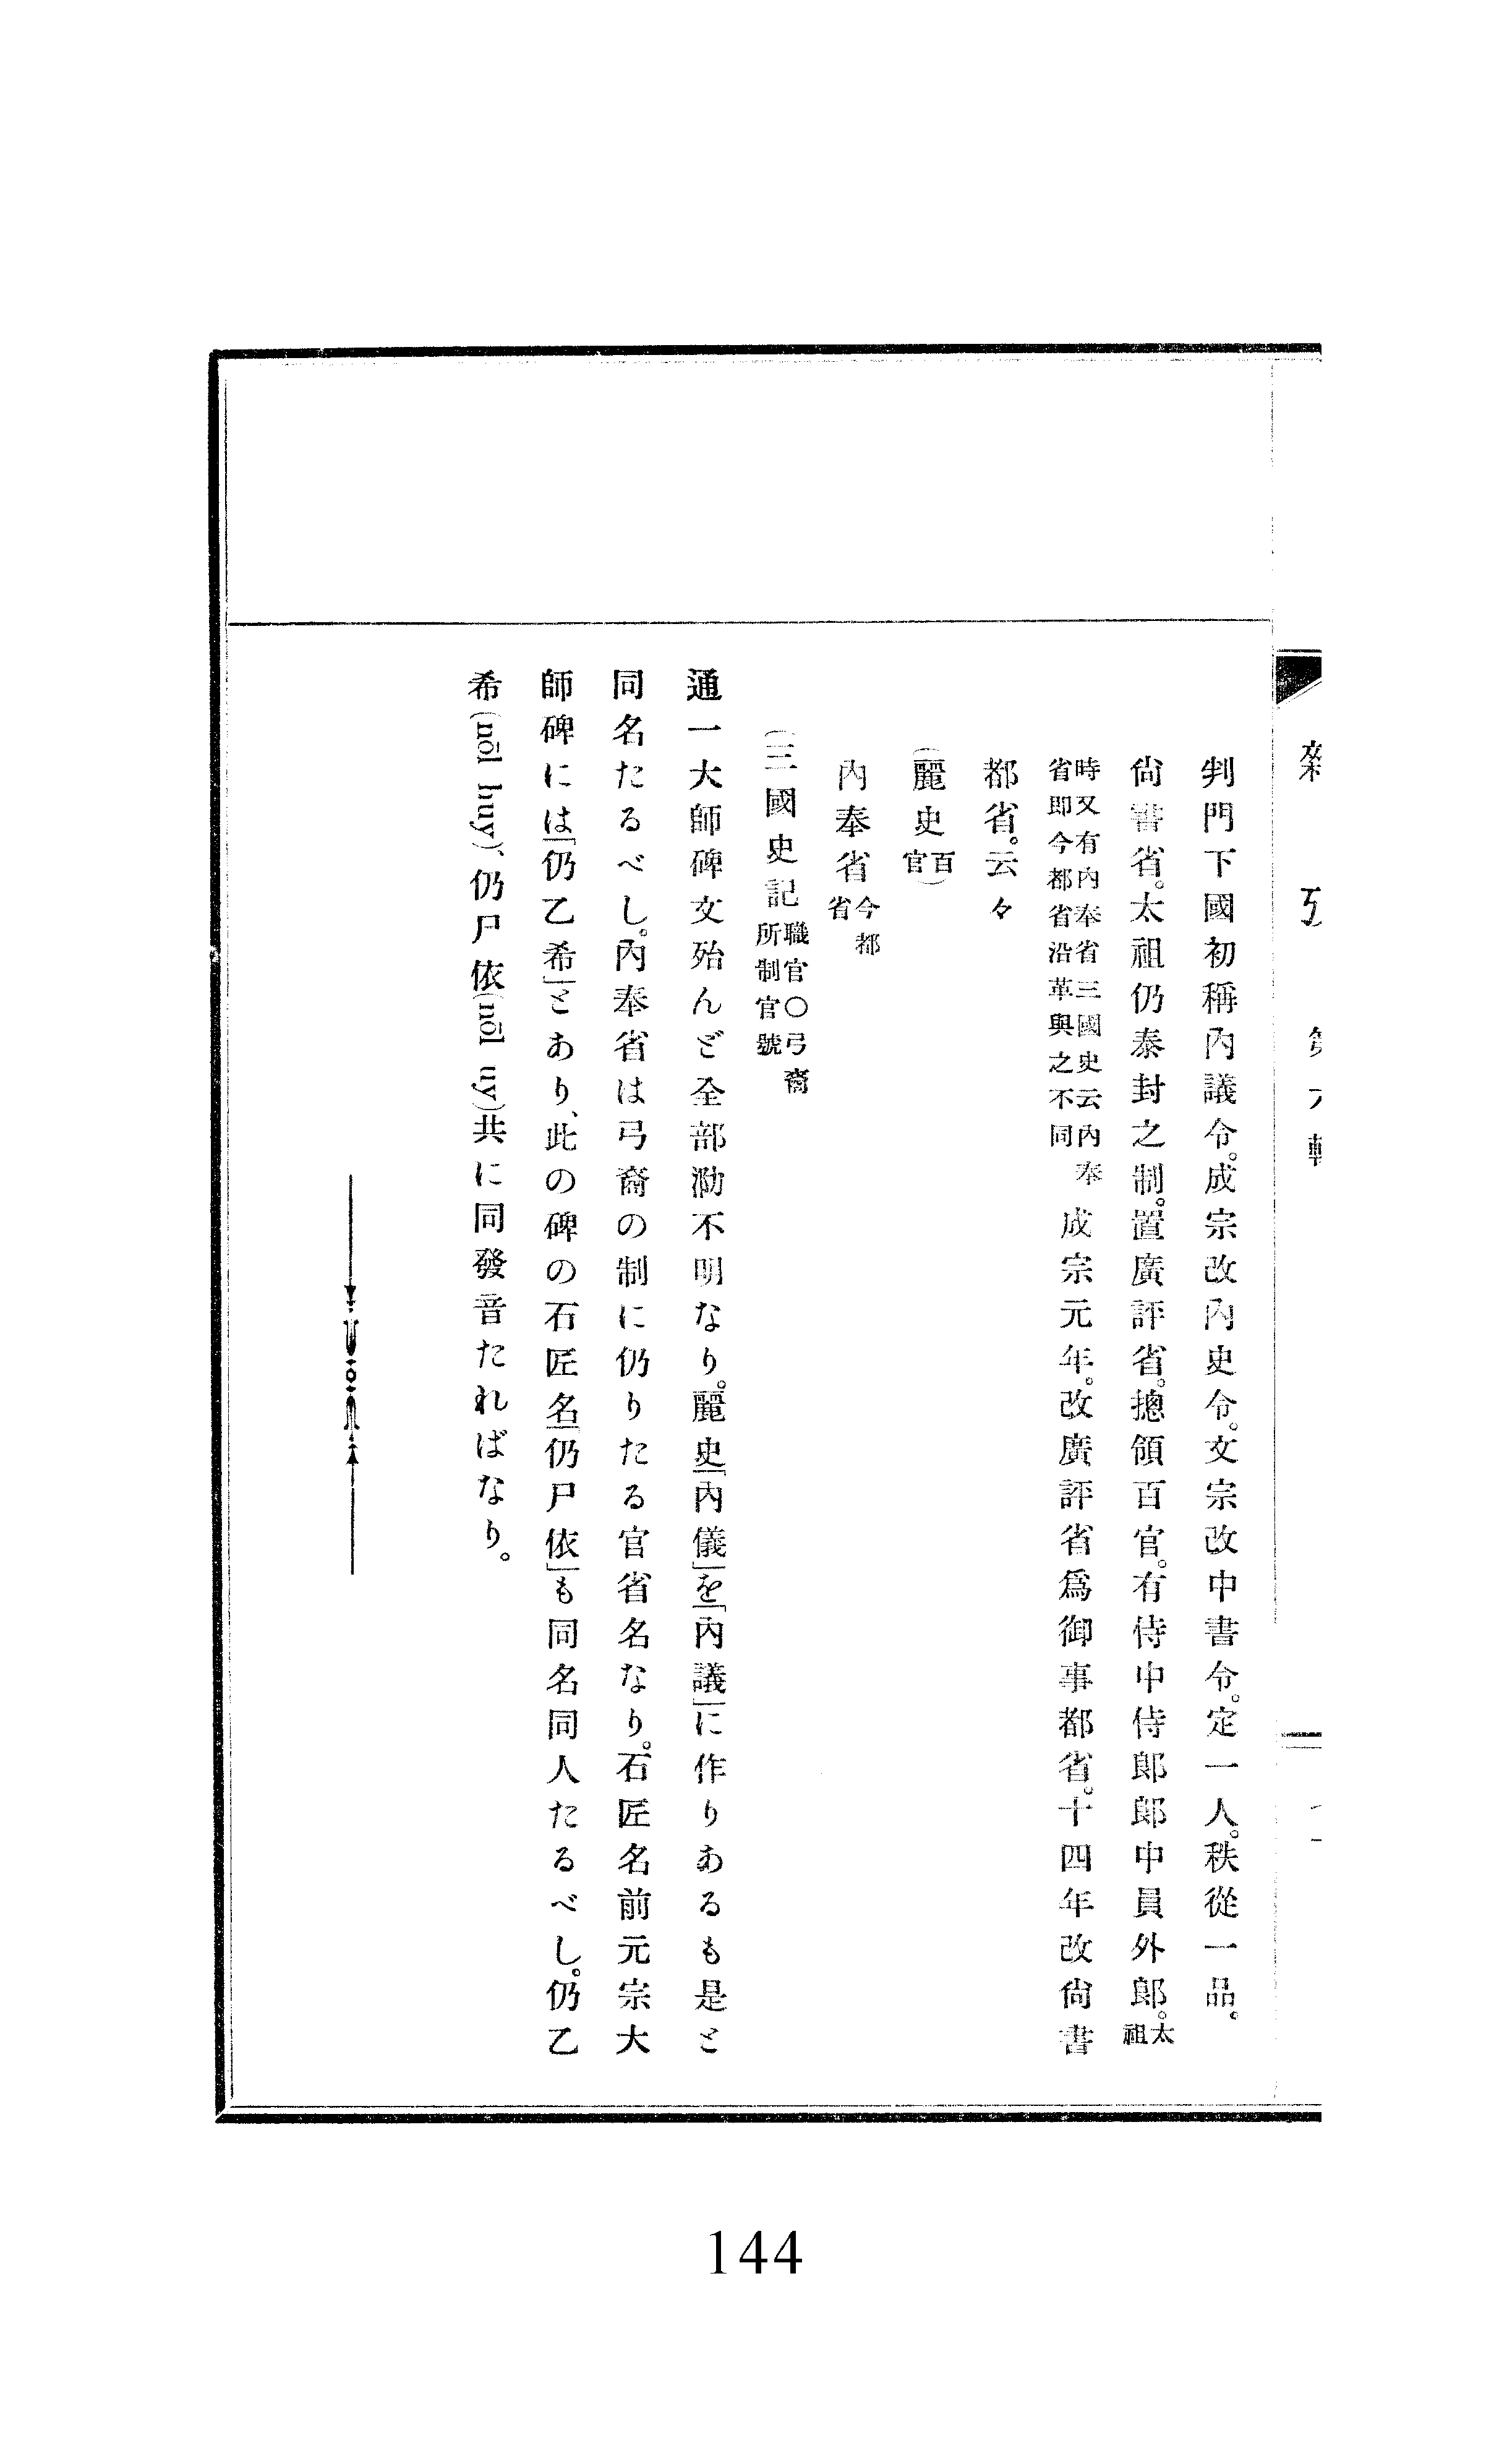 判門下國初稱內議令。成宗改內史令。文宗改中書令。定一人。秩從一品。
尙書省。太祖仍泰封之制。置廣評省。摠領百官。有侍中侍郞郞中員外郞。太祖
時又有內奉省三國史云內奉
省卽今都省沿革與之不同
成宗元年。改廣評省爲御事都省。十四年改尙書
都省。云々
(麗史百官)
內奉省今都省
(三國史記職官〇弓裔
所制官號
通一大師碑文殆んど全部泐不明なり。麗史「內儀」を「內議」に作りあるも是と
同名たるべし。內奉省は弓裔の制に仍りたる官省名なり。石匠名前元宗大
師碑には「仍乙希」とあり、此の碑の石匠名「仍尸依」も同名同人たるべし。仍乙
希(nōl huy)、仍尸依(nōl uy)共に同發音たればなり。
144